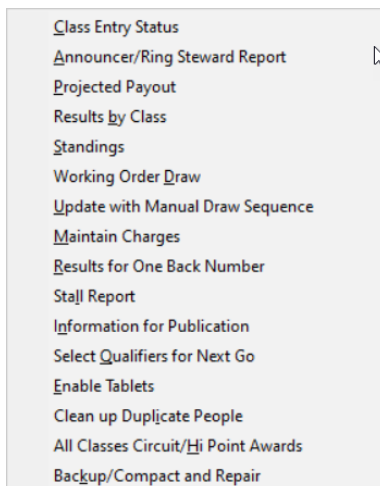 Class Entry Status
Announcer/Ring Steward Report
Projected Payout
Results by Class
Standings
Working Order Draw
Update with Manual Draw Sequence
Maintain Charges
Results for One Back Number
Stall Report
Information for Publication
Select Qualifiers for Next Go
Enable Tablets
Clean up Duplicate People
All Classes Circuit/Hi Point Awards
Backup/Compact and Repair